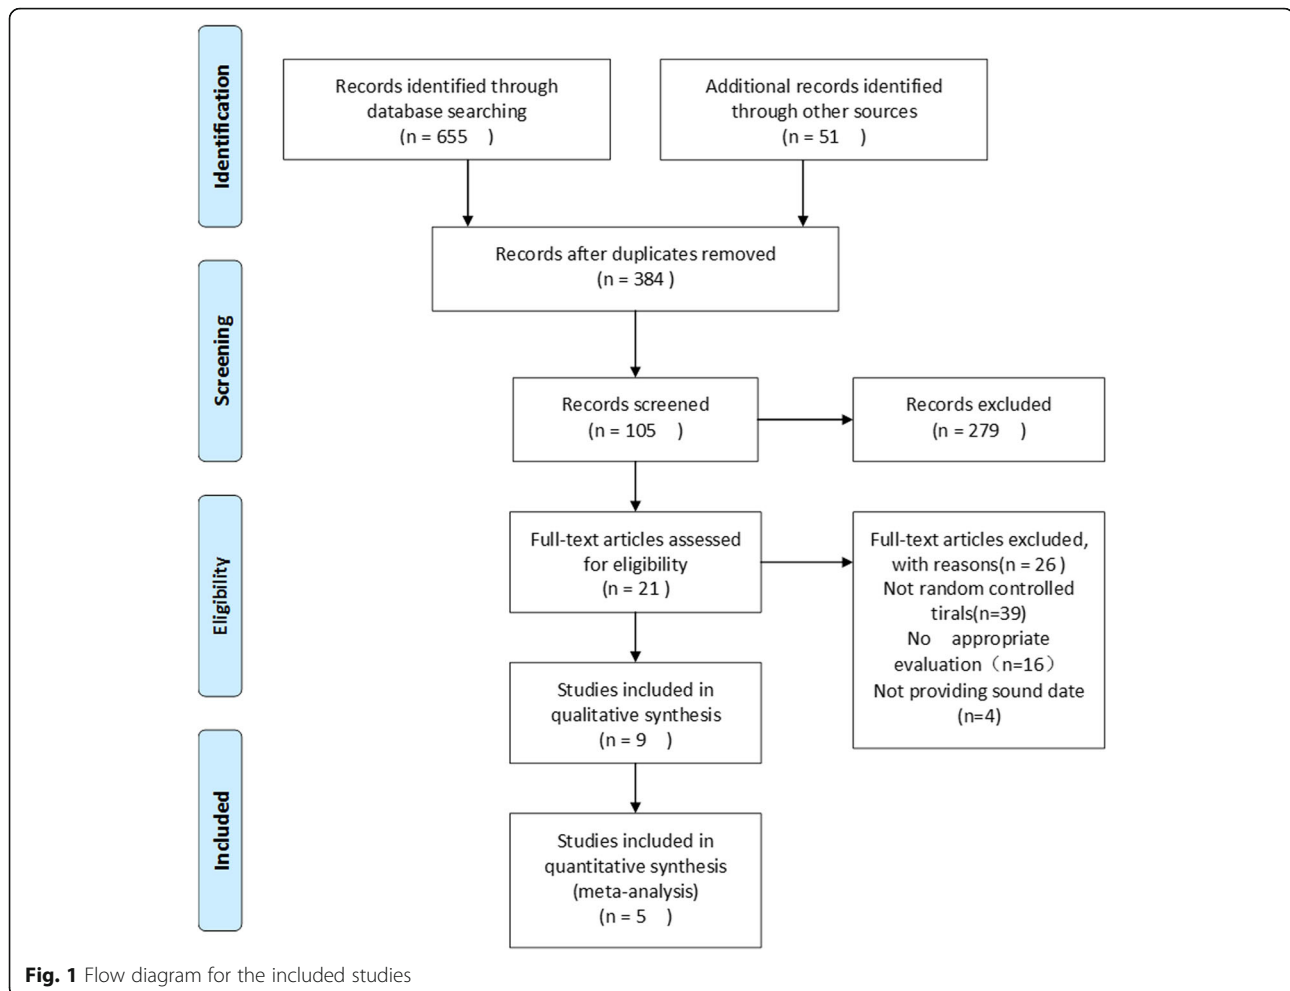 Identification
Records identified through
database searching
(n = 655 )
Additional records identified
through other sources
(n = 51 )
Records after duplicates removed
(n = 384 )
Screening
Records screened
(n = 105 )
Records excluded
(n = 279 )
Eligibility
Full-text articles assessed
for eligibility
(n = 21 )
Full-text articles excluded,
with reasons(n = 26 )
Not random controlled
tirals(n=39)
No appropriate
evaluation（n=16）
Not providing sound date
(n=4)
Studies included in
qualitative synthesis
(n = 9 )
Included
Studies included in
quantitative synthesis
(meta-analysis)
(n = 5 )
Fig. 1 Flow diagram for the included studies